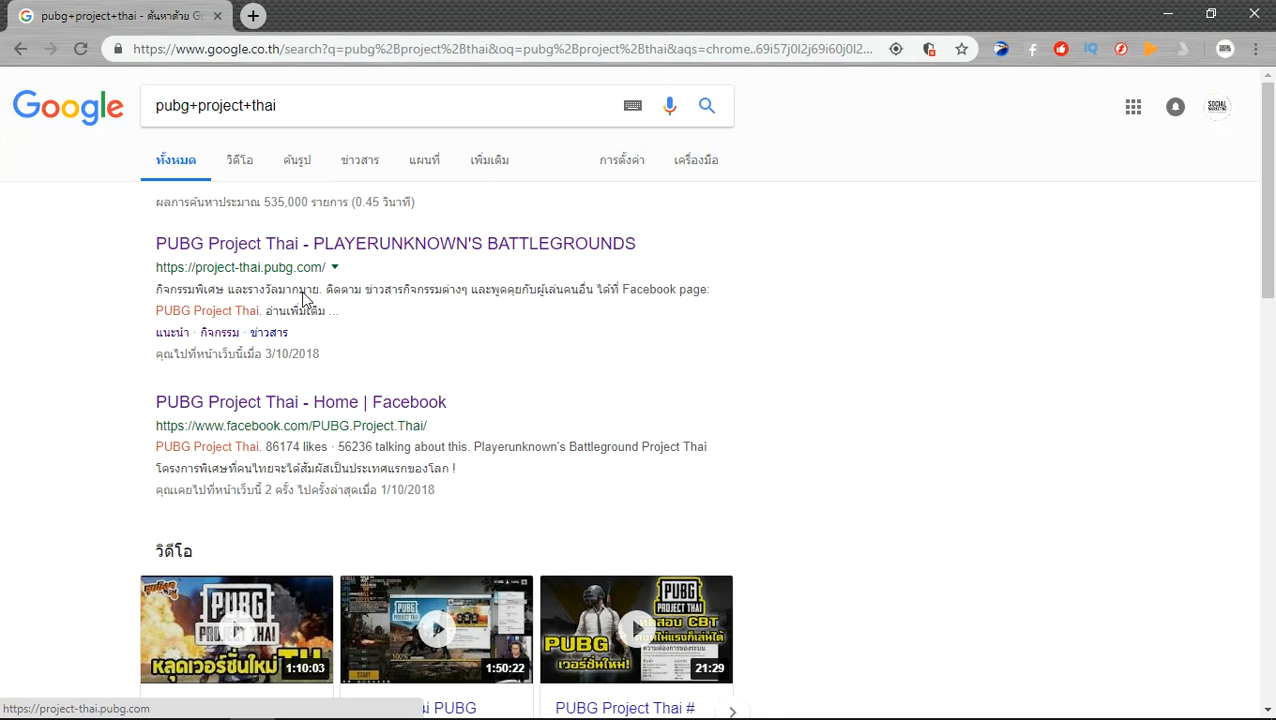 pubg+project+thai - ค้นหาด้วย G
https://www.google.co.th/search?q=pubg%2Bproject%2Bthai&oq=pubg%2Bproject%2Bthai&aqs=chrome..69i57j0l2j69i60j0l2...
Google
pubg+project+thai
SOCIAL MARKETING
ทั้งหมด วิดีโอ ค้นรูป ข่าวสาร แผนที่ เพิ่มเติม การตั้งค่า เครื่องมือ
ผลการค้นหาประมาณ 535,000 รายการ (0.45 วินาที)
PUBG Project Thai - PLAYERUNKNOWN'S BATTLEGROUNDS
https://project-thai.pubg.com/
กิจกรรมพิเศษ และรางวัลมากมาย. ติดตาม ข่าวสารกิจกรรมต่างๆ และพูดคุยกับผู้เล่นคนอื่น ได้ที่ Facebook page:
PUBG Project Thai. อ่านเพิ่มเติม ...
แนะนำ · กิจกรรม · ข่าวสาร
คุณไปที่หน้าเว็บนี้เมื่อ 3/10/2018
PUBG Project Thai - Home | Facebook
https://www.facebook.com/PUBG.Project.Thai/
PUBG Project Thai. 86174 likes · 56236 talking about this. Playerunknown's Battleground Project Thai
โครงการพิเศษที่คนไทยจะได้สัมผัสเป็นประเทศแรกของโลก !
คุณเคยไปที่หน้าเว็บนี้ 2 ครั้ง ไปครั้งล่าสุดเมื่อ 1/10/2018
วิดีโอ
PUBG
PROJECT THAI
หลุดเวอร์ชั่นใหม่
1:10:03
PUBG
1:50:22
PUBG
PROJECT THAI
ทดสอบ CBT
PUBG
เวอร์ชั่นใหม่!
21:29
PUBG
PUBG Project Thai #
https://project-thai.pubg.com